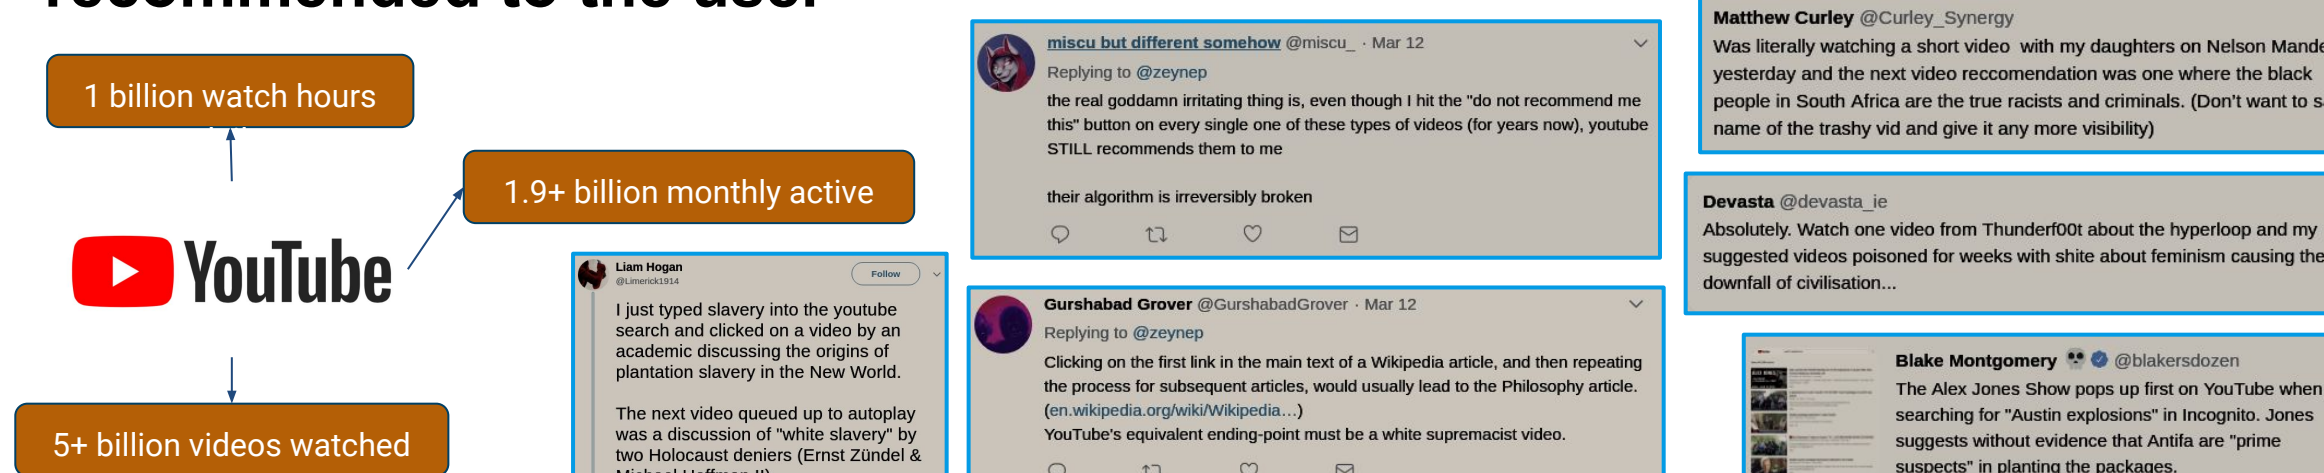 recommended to the user
1 billion watch hours
1.9+ billion monthly active
YouTube
5+ billion videos watched
Liam Hogan
@Limerick1914
Follow
I just typed slavery into the youtube
search and clicked on a video by an
academic discussing the origins of
plantation slavery in the New World.
The next video queued up to autoplay
was a discussion of "white slavery" by
two Holocaust deniers (Ernst Zündel &
Michael Hoffman II)
miscu but different somehow @miscu_ · Mar 12
Replying to @zeynep
the real goddamn irritating thing is, even though I hit the "do not recommend me
this" button on every single one of these types of videos (for years now), youtube
STILL recommends them to me
their algorithm is irreversibly broken
Gurshabad Grover @GurshabadGrover · Mar 12
Replying to @zeynep
Clicking on the first link in the main text of a Wikipedia article, and then repeating
the process for subsequent articles, would usually lead to the Philosophy article.
(en.wikipedia.org/wiki/Wikipedia…)
YouTube's equivalent ending-point must be a white supremacist video.
Matthew Curley @Curley_Synergy
Was literally watching a short video with my daughters on Nelson Mande
yesterday and the next video reccomendation was one where the black
people in South Africa are the true racists and criminals. (Don't want to s
name of the trashy vid and give it any more visibility)
Devasta @devasta_ie
Absolutely. Watch one video from Thunderf00t about the hyperloop and my
suggested videos poisoned for weeks with shite about feminism causing the
downfall of civilisation...
Blake Montgomery @blakersdozen
The Alex Jones Show pops up first on YouTube when
searching for "Austin explosions" in Incognito. Jones
suggests without evidence that Antifa are "prime
suspects" in planting the packages.